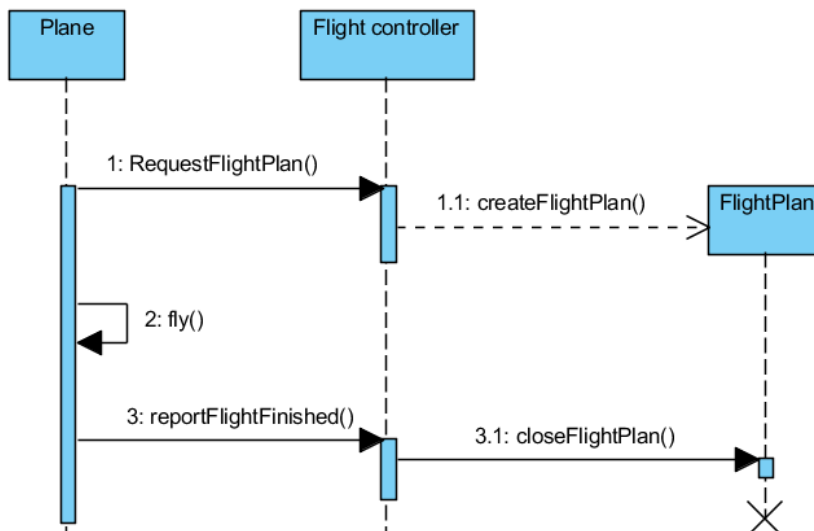 Plane
Flight controller
1: RequestFlightPlan()
1.1: createFlightPlan()
FlightPlan
2: fly()
3: reportFlightFinished()
3.1: closeFlightPlan()